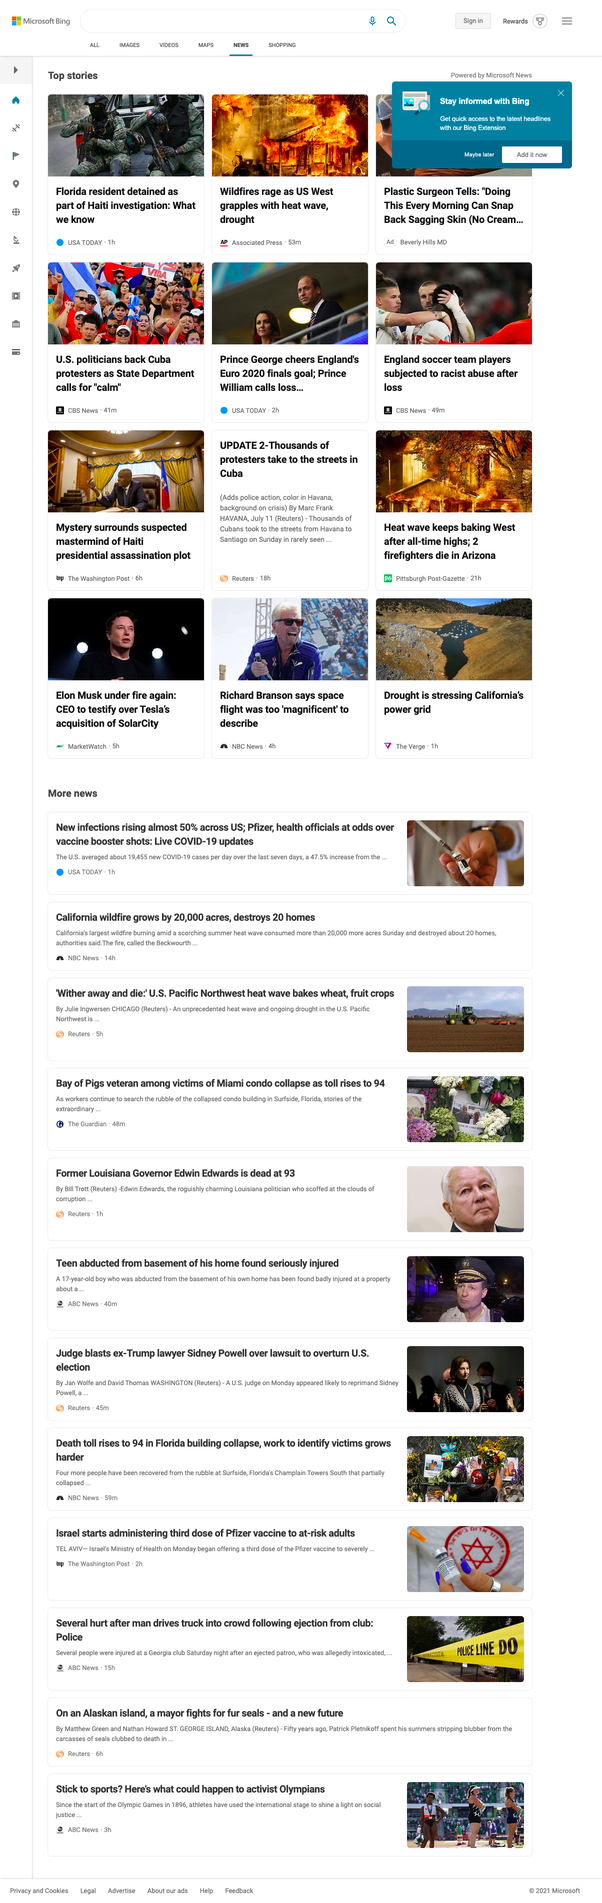 Microsoft Bing
Sign in
Rewards
ALL
IMAGES
VIDEOS
MAPS
NEWS
SHOPPING
Top stories
Powered by Microsoft News
Stay informed with Bing
Get quick access to the latest headlines
with our Bing Extension
Maybe later
Add it now
Florida resident detained as
part of Haiti investigation: What
we know
USA TODAY · 1h
Wildfires rage as US West
grapples with heat wave,
drought
AP Associated Press · 53m
Plastic Surgeon Tells: "Doing
This Every Morning Can Snap
Back Sagging Skin (No Cream...
Ad Beverly Hills MD
U.S. politicians back Cuba
protesters as State Department
calls for "calm"
CBS News · 41m
Prince George cheers England's
Euro 2020 finals goal; Prince
William calls loss...
USA TODAY · 2h
England soccer team players
subjected to racist abuse after
loss
CBS News · 49m
Mystery surrounds suspected
mastermind of Haiti
presidential assassination plot
wp The Washington Post · 6h
UPDATE 2-Thousands of
protesters take to the streets in
Cuba
(Adds police action, color in Havana,
background on crisis) By Marc Frank
HAVANA, July 11 (Reuters) - Thousands of
Cubans took to the streets from Havana to
Santiago on Sunday in rarely seen ...
Reuters · 18h
Heat wave keeps baking West
after all-time highs; 2
firefighters die in Arizona
PG Pittsburgh Post-Gazette · 21h
Elon Musk under fire again:
CEO to testify over Tesla's
acquisition of SolarCity
MarketWatch · 5h
Richard Branson says space
flight was too 'magnificent' to
describe
NBC News · 4h
Drought is stressing California's
power grid
The Verge · 1h
More news
New infections rising almost 50% across US; Pfizer, health officials at odds over
vaccine booster shots: Live COVID-19 updates
The U.S. averaged about 19,455 new COVID-19 cases per day over the last seven days, a 47.5% increase from the ...
USA TODAY · 1h
California wildfire grows by 20,000 acres, destroys 20 homes
California's largest wildfire burning amid a scorching summer heat wave consumed more than 20,000 more acres Sunday and destroyed about 20 homes,
authorities said.The fire, called the Beckwourth ...
NBC News · 14h
'Wither away and die:' U.S. Pacific Northwest heat wave bakes wheat, fruit crops
By Julie Ingwersen CHICAGO (Reuters) - An unprecedented heat wave and ongoing drought in the U.S. Pacific
Northwest is ...
Reuters · 5h
Bay of Pigs veteran among victims of Miami condo collapse as toll rises to 94
As workers continue to search the rubble of the collapsed condo building in Surfside, Florida, stories of the
extraordinary ...
The Guardian · 48m
Former Louisiana Governor Edwin Edwards is dead at 93
By Bill Trott (Reuters) -Edwin Edwards, the roguishly charming Louisiana politician who scoffed at the clouds of
corruption ...
Reuters · 1h
Teen abducted from basement of his home found seriously injured
A 17-year-old boy who was abducted from the basement of his own home has been found badly injured at a property
about a ...
ABC News · 40m
Judge blasts ex-Trump lawyer Sidney Powell over lawsuit to overturn U.S.
election
By Jan Wolfe and David Thomas WASHINGTON (Reuters) - A U.S. judge on Monday appeared likely to reprimand Sidney
Powell, a ...
Reuters · 45m
Death toll rises to 94 in Florida building collapse, work to identify victims grows
harder
Four more people have been recovered from the rubble at Surfside, Florida's Champlain Towers South that partially
collapsed ...
NBC News · 59m
Israel starts administering third dose of Pfizer vaccine to at-risk adults
TEL AVIV— Israel's Ministry of Health on Monday began offering a third dose of the Pfizer vaccine to severely ...
wp The Washington Post · 2h
Several hurt after man drives truck into crowd following ejection from club:
Police
Several people were injured at a Georgia club Saturday night after an ejected patron, who was allegedly intoxicated, ...
ABC News · 15h
POLICE LINE DO
On an Alaskan island, a mayor fights for fur seals - and a new future
By Matthew Green and Nathan Howard ST. GEORGE ISLAND, Alaska (Reuters) - Fifty years ago, Patrick Pletnikoff spent his summers stripping blubber from the
carcasses of seals clubbed to death in ...
Reuters · 6h
Stick to sports? Here's what could happen to activist Olympians
Since the start of the Olympic Games in 1896, athletes have used the international stage to shine a light on social
justice ...
ABC News · 3h
Privacy and Cookies
Legal
Advertise
About our ads
Help
Feedback
© 2021 Microsoft